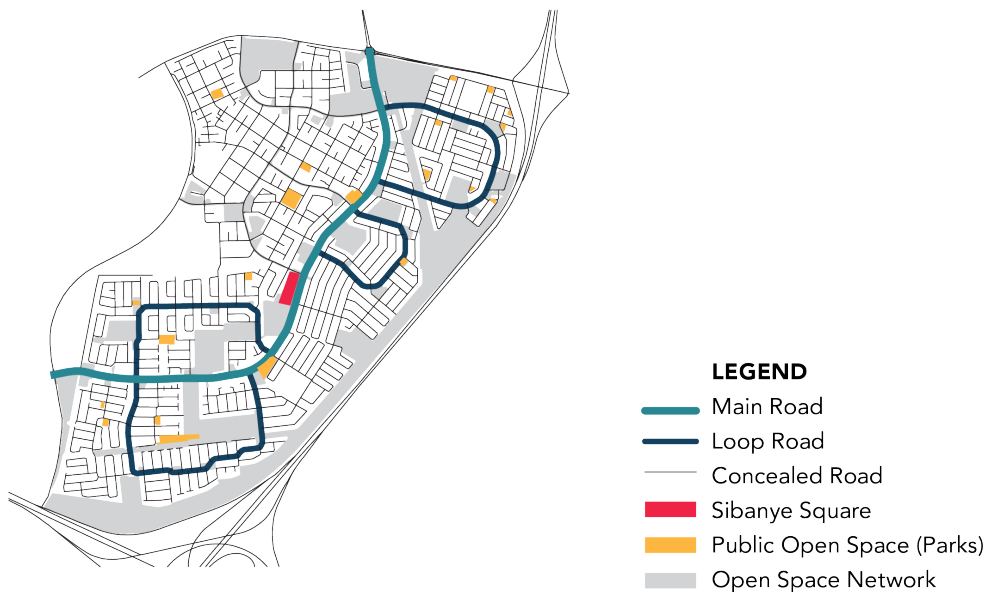 LEGEND
Main Road
Loop Road
Concealed Road
Sibanye Square
Public Open Space (Parks)
Open Space Network